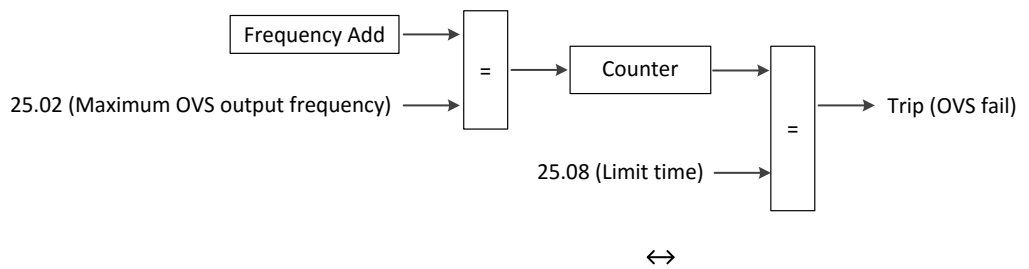 Frequency Add
=
Counter
25.02 (Maximum OVS output frequency)
Trip (OVS fail)
=
25.08 (Limit time)
↔